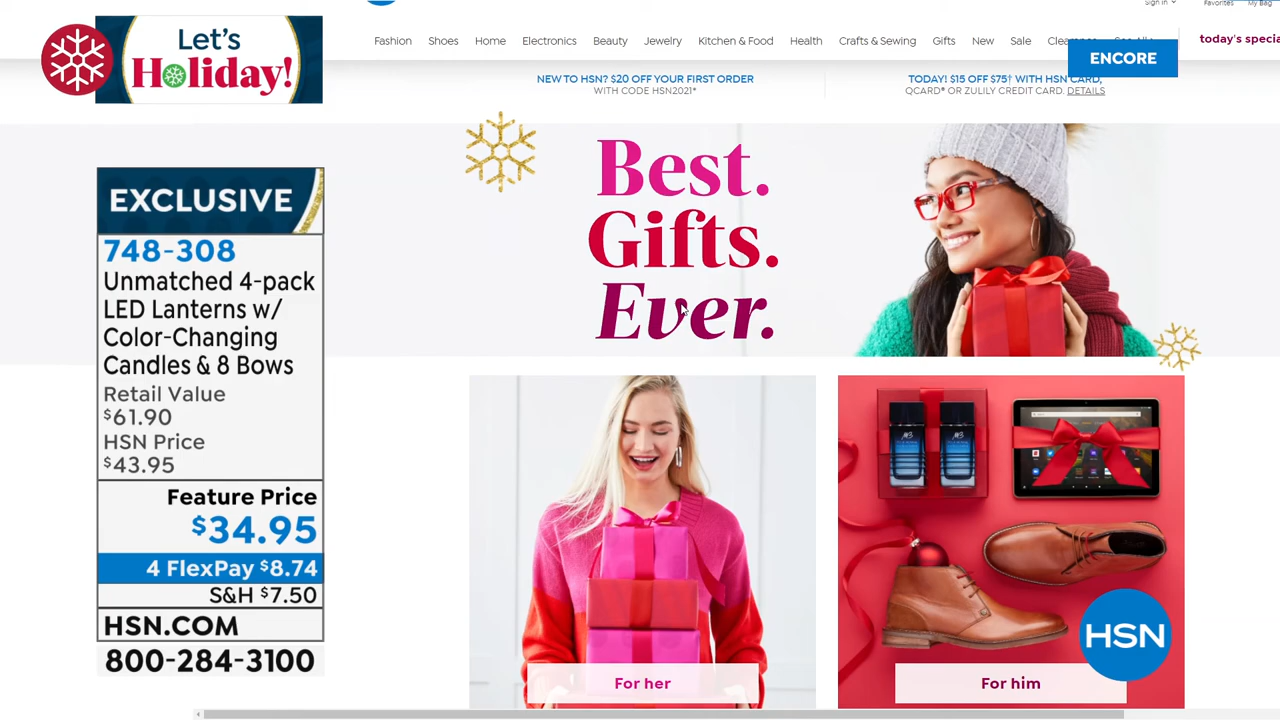 Sign In
Favorites
My Bag
Let's
Holiday!
Fashion
Shoes
Home
Electronics
Beauty
Jewelry
Kitchen & Food
Health
Crafts & Sewing
Gifts
New
Sale
today's specia
ENCORE
NEW TO HSN? $20 OFF YOUR FIRST ORDER
WITH CODE HSN2021*
TODAY! $15 OFF $75† WITH HSN CARD,
QCARD® OR ZULILY CREDIT CARD. DETAILS
Best.
Gifts.
Ever.
EXCLUSIVE
748-308
Unmatched 4-pack
LED Lanterns w/
Color-Changing
Candles & 8 Bows
Retail Value
$61.90
HSN Price
$43.95
Feature Price
$34.95
4 FlexPay $8.74
S&H $7.50
HSN.COM
800-284-3100
For her
For him
HSN